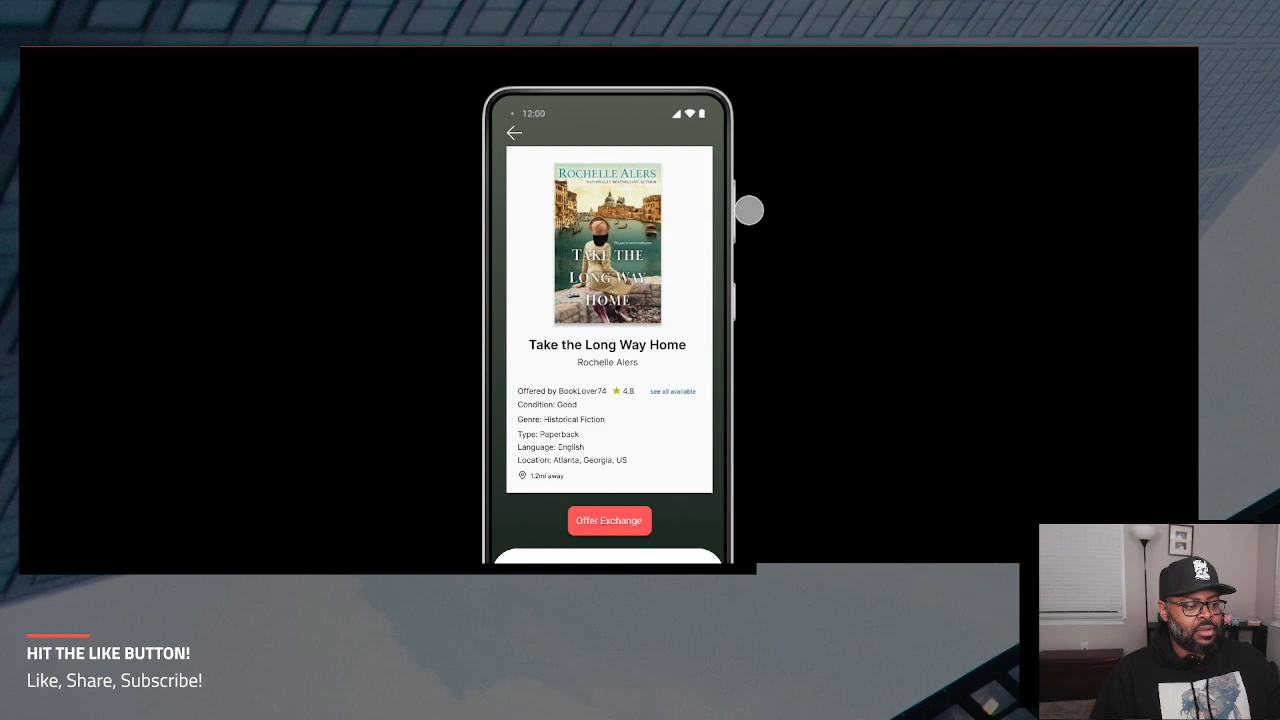 12:00
ROCHELLE ALERS
NATIONALLY BESTSELLING AUTHOR
TAKE THE
LONG WAY
HOME
Take the Long Way Home
Rochelle Alers
Offered by BookLover74 4.8 see all available
Condition: Good
Genre: Historical Fiction
Type: Paperback
Language: English
Location: Atlanta, Georgia, US
1.2mi away
Offer Exchange
HIT THE LIKE BUTTON!
Like, Share, Subscribe!